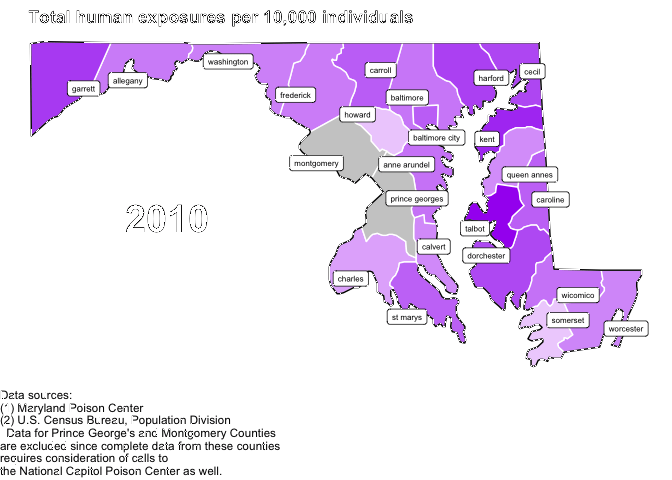 Total human exposures per 10,000 individuals
washington
carroll
cecil
harford
allegany
garrett
frederick
baltimore
howard
baltimore city
kent
montgomery
anne arundel
queen annes
prince georges
caroline
2010
talbot
calvert
dorchester
charles
wicomico
st marys
somerset
worcester
Data sources:
(1) Maryland Poison Center
(2) U.S. Census Bureau, Population Division
Data for Prince George's and Montgomery Counties
are excluded since complete data from these counties
requires consideration of calls to
the National Capitol Poison Center as well.